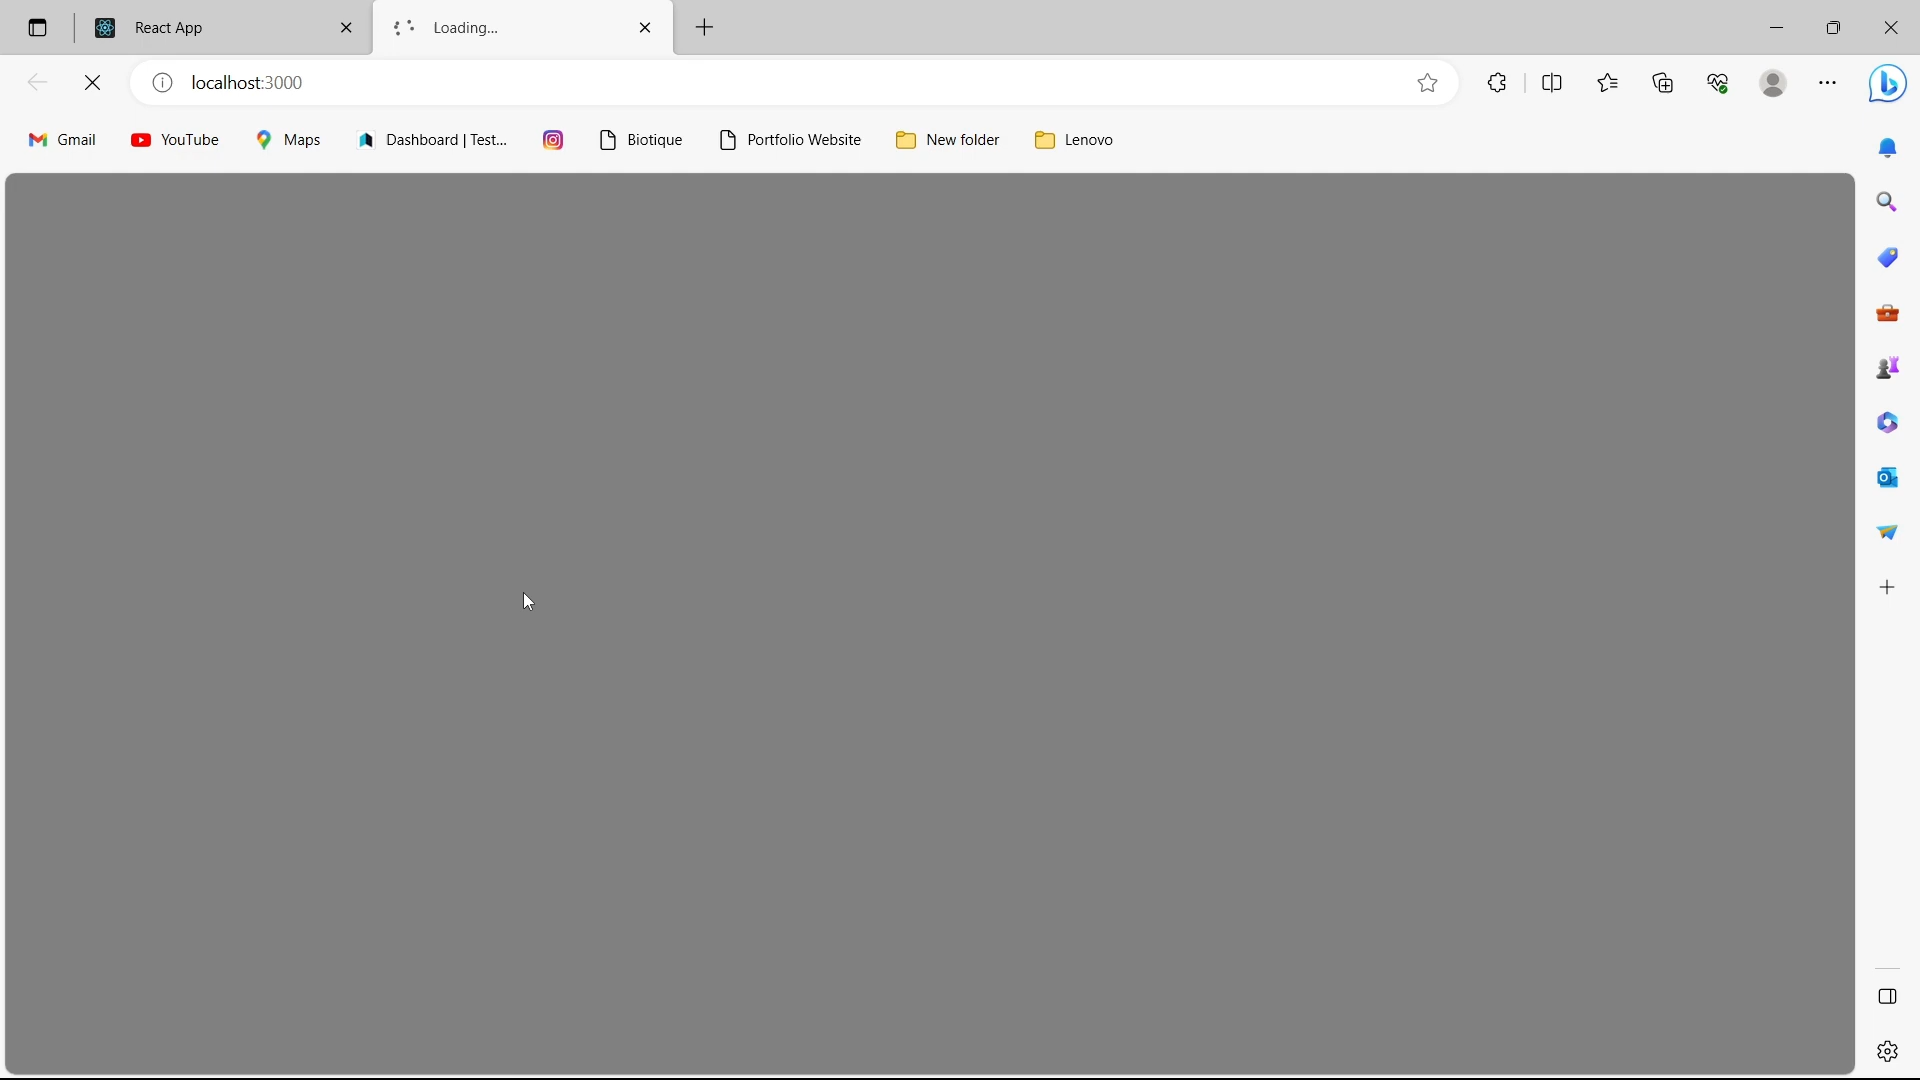 React App
Loading...
localhost:3000
Gmail
YouTube
Maps
Dashboard | Test...
Biotique
Portfolio Website
New folder
Lenovo